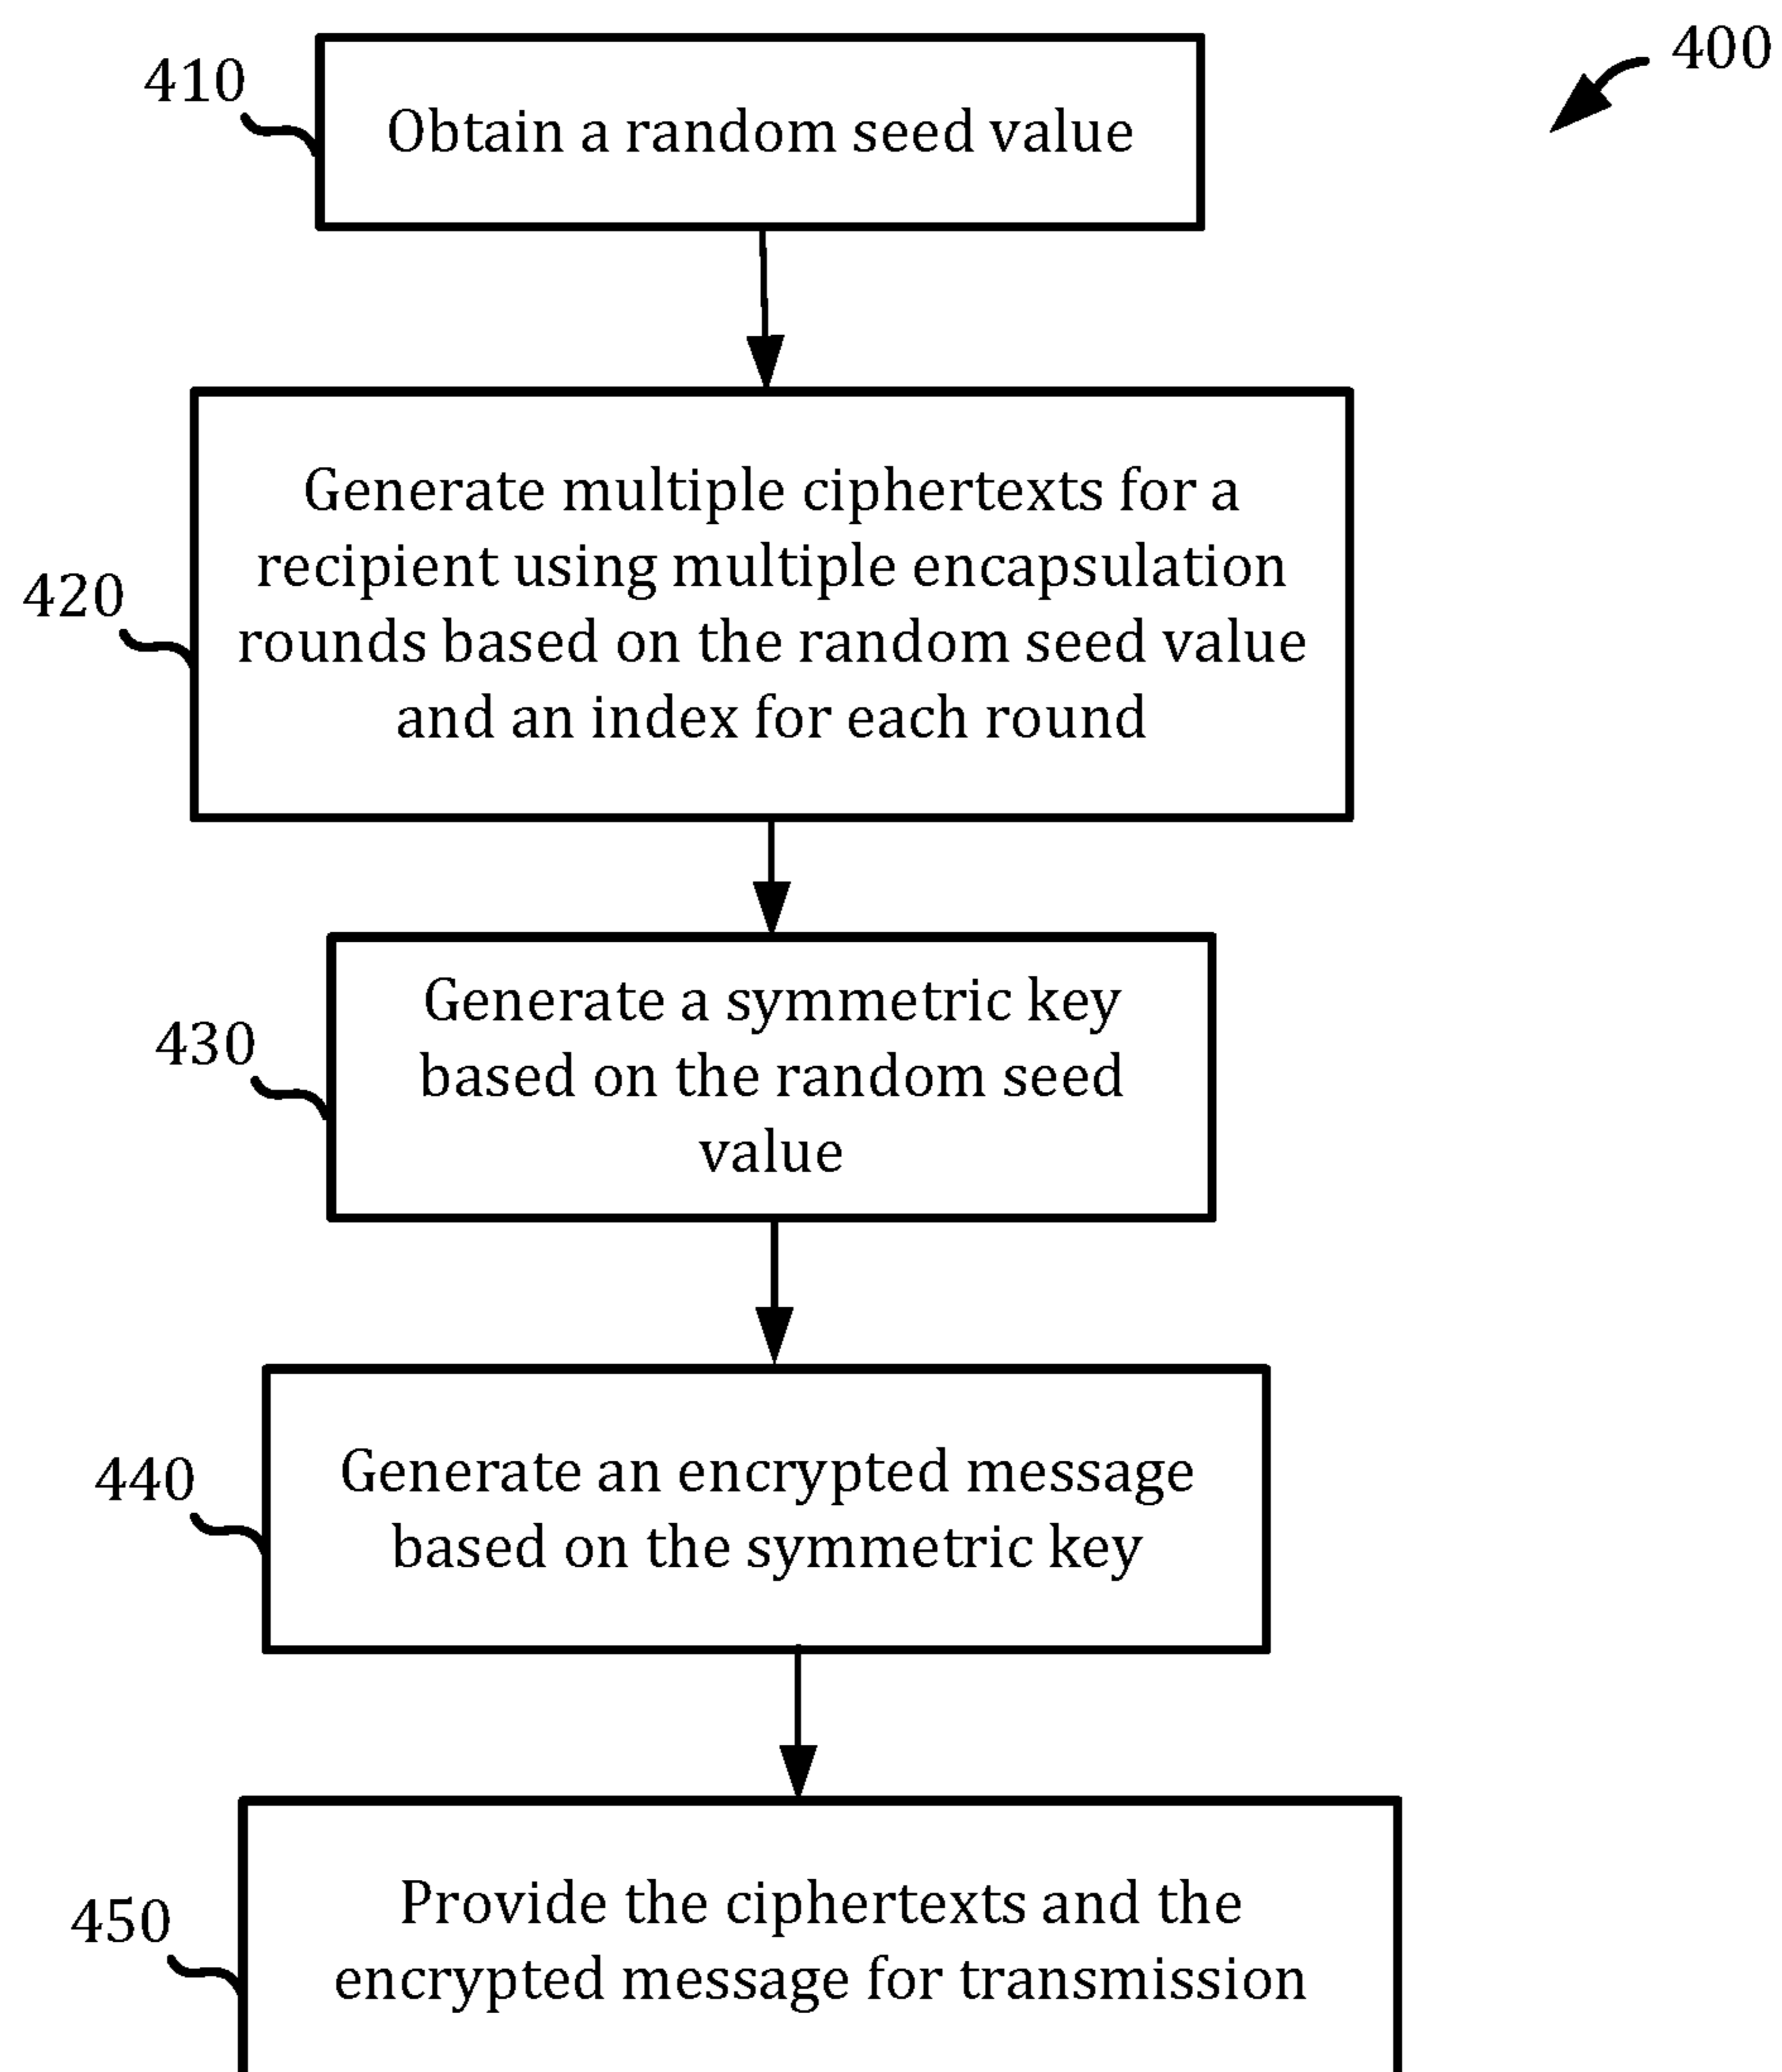 400
410
Obtain a random seed value
420
Generate multiple ciphertexts for a
recipient using multiple encapsulation
rounds based on the random seed value
and an index for each round
430
Generate a symmetric key
based on the random seed
value
440
Generate an encrypted message
based on the symmetric key
450
Provide the ciphertexts and the
encrypted message for transmission